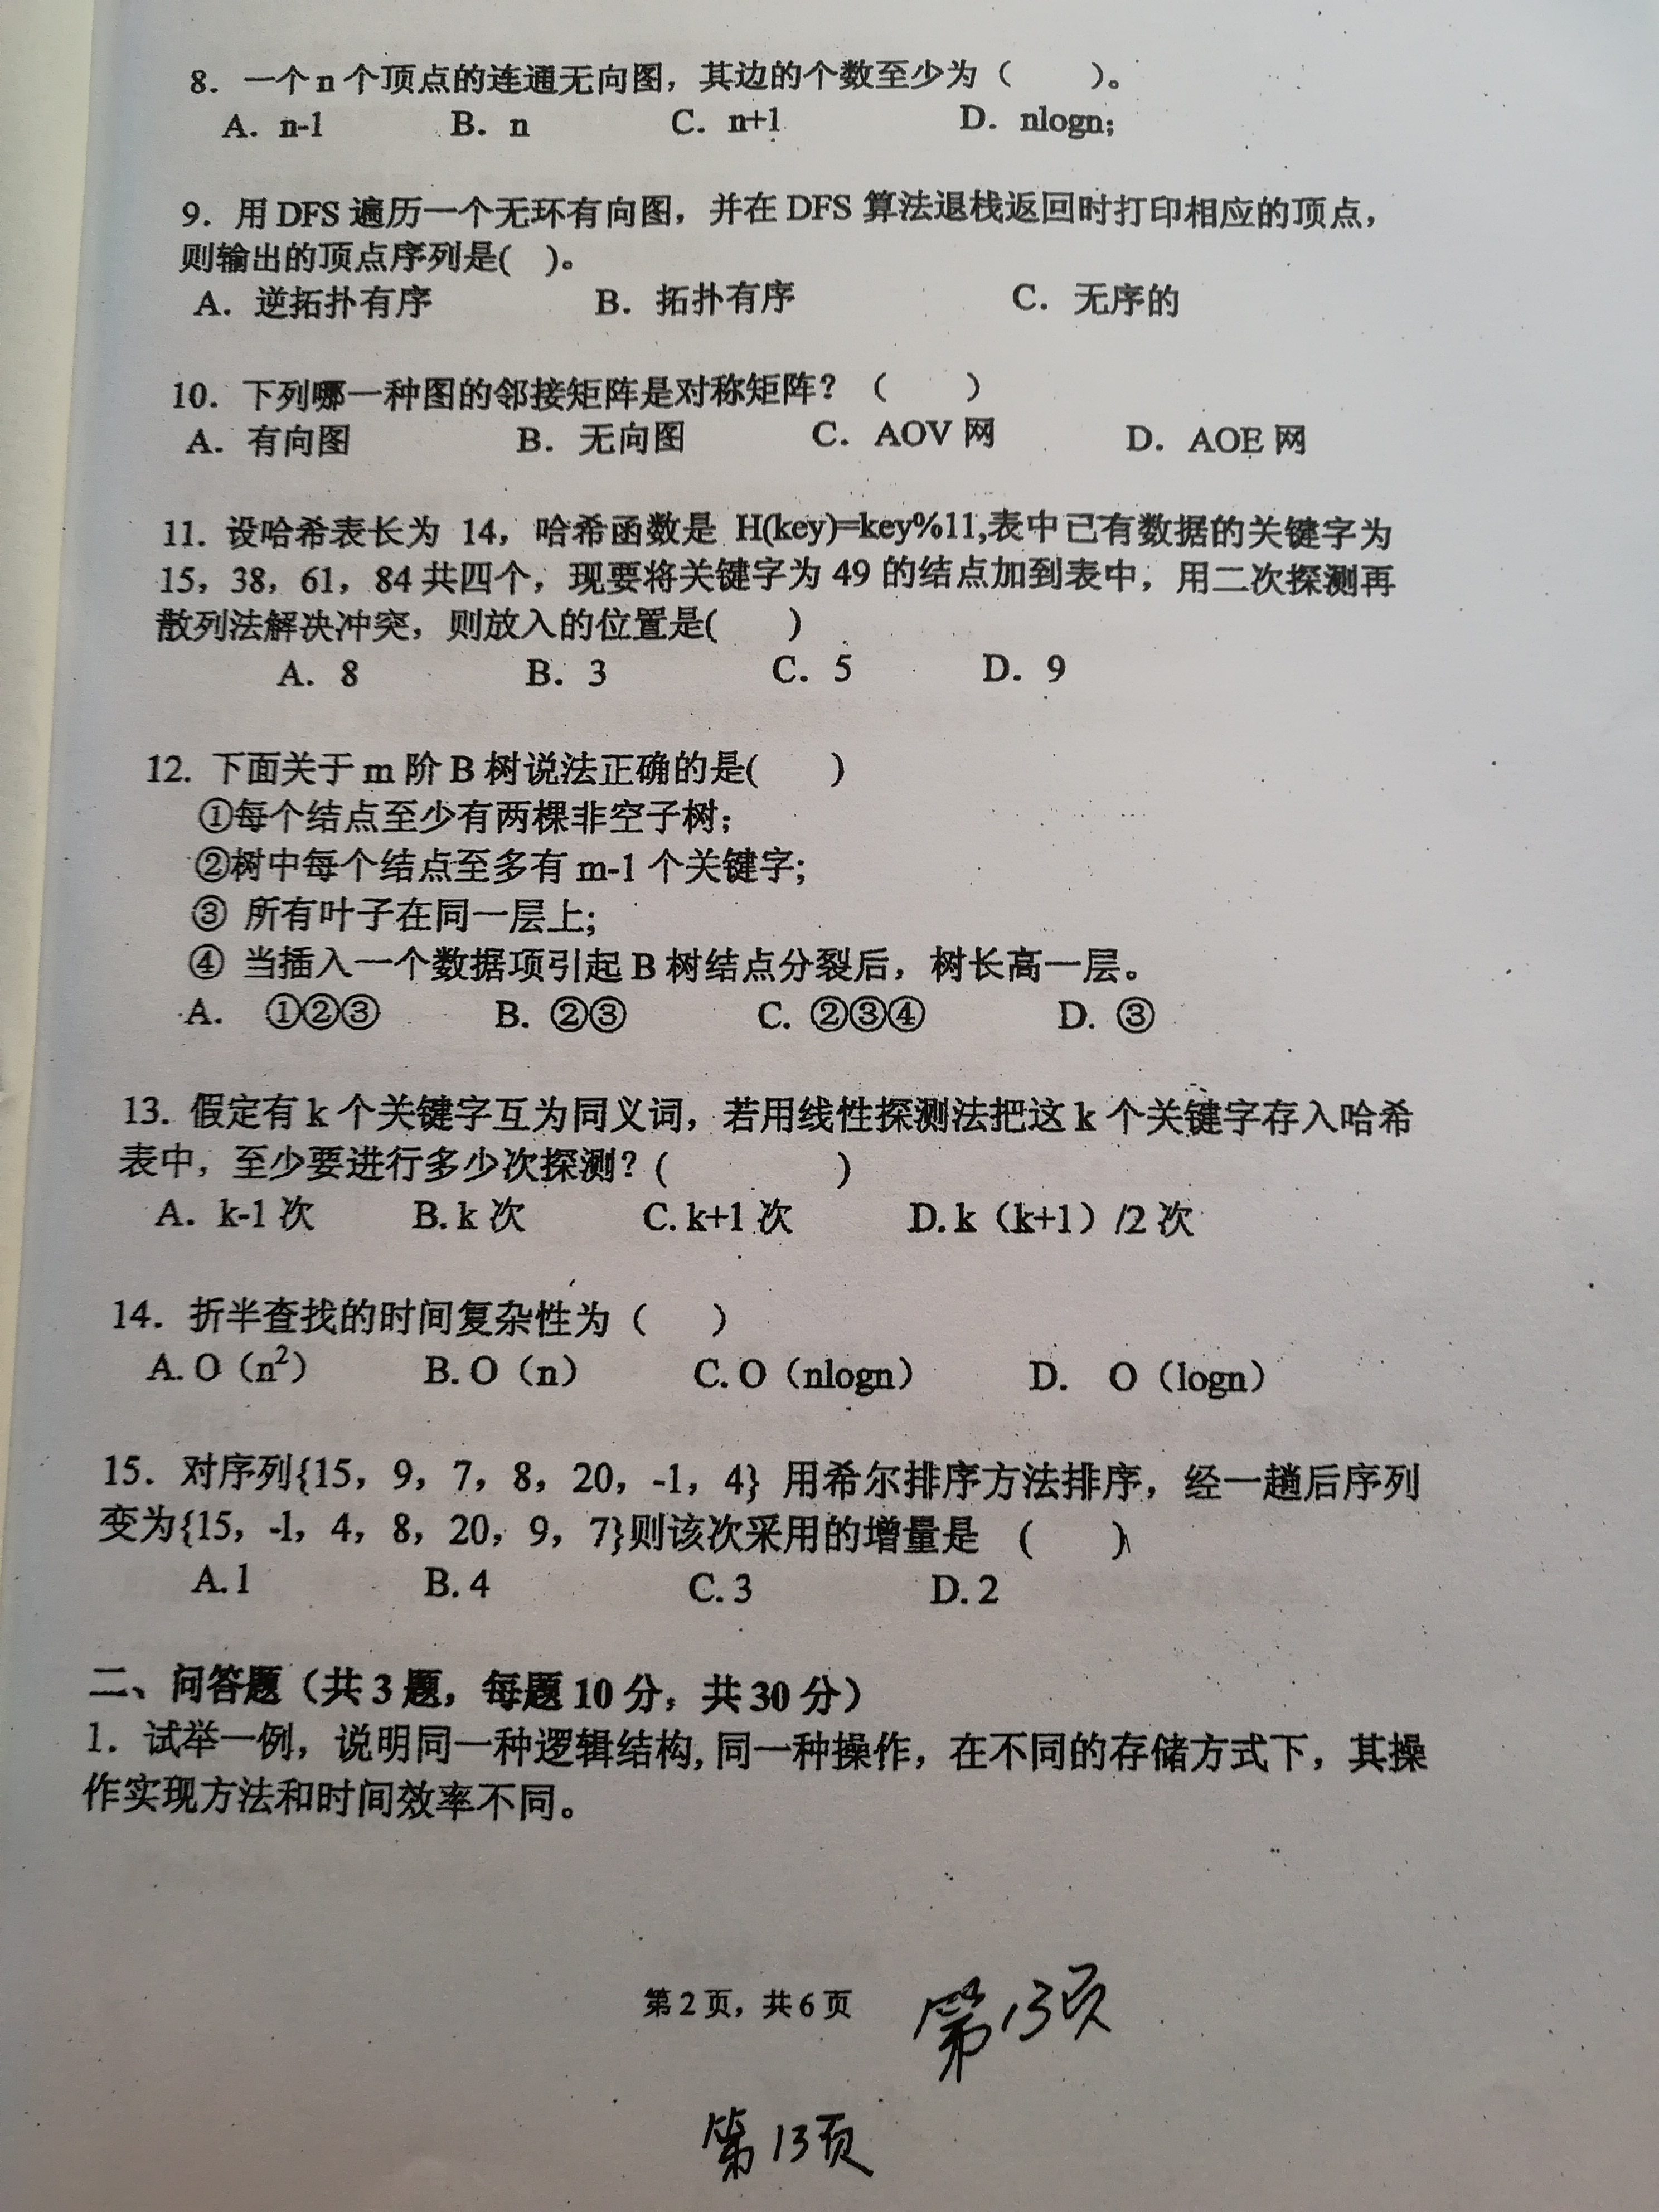 8．一个n个顶点的连通无向图，其边的个数至少为（ ）。
A．n-1 B．n C．n+1 D．nlogn;
9．用DFS遍历一个无环有向图，并在DFS算法退栈返回时打印相应的顶点，
则输出的顶点序列是( )。
A．逆拓扑有序 B．拓扑有序 C．无序的
10．下列哪一种图的邻接矩阵是对称矩阵？（ ）
A．有向图 B．无向图 C．AOV网 D．AOE网
11. 设哈希表长为 14，哈希函数是 H(key)=key%11,表中已有数据的关键字为
15，38，61，84共四个，现要将关键字为49的结点加到表中，用二次探测再
散列法解决冲突，则放入的位置是( )
A．8 B．3 C．5 D．9
12. 下面关于m阶B树说法正确的是( )
①每个结点至少有两棵非空子树；
②树中每个结点至多有m-1个关键字；
③ 所有叶子在同一层上；
④ 当插入一个数据项引起B树结点分裂后，树长高一层。
A. ①②③ B. ②③ C. ②③④ D. ③
13. 假定有k个关键字互为同义词，若用线性探测法把这k个关键字存入哈希
表中，至少要进行多少次探测？( )
A．k-1次 B. k次 C. k+1次 D. k（k+1）/2次
14．折半查找的时间复杂性为（ ）
A. O（n²） B. O（n） C. O（nlogn） D. O（logn）
15．对序列{15，9，7，8，20，-1，4} 用希尔排序方法排序，经一趟后序列
变为{15，-1，4，8，20，9，7}则该次采用的增量是 ( )
A. 1 B. 4 C. 3 D. 2
二、问答题（共3题，每题10分，共30分）
1．试举一例，说明同一种逻辑结构,同一种操作，在不同的存储方式下，其操
作实现方法和时间效率不同。
第2页，共6页 第13页
第13页